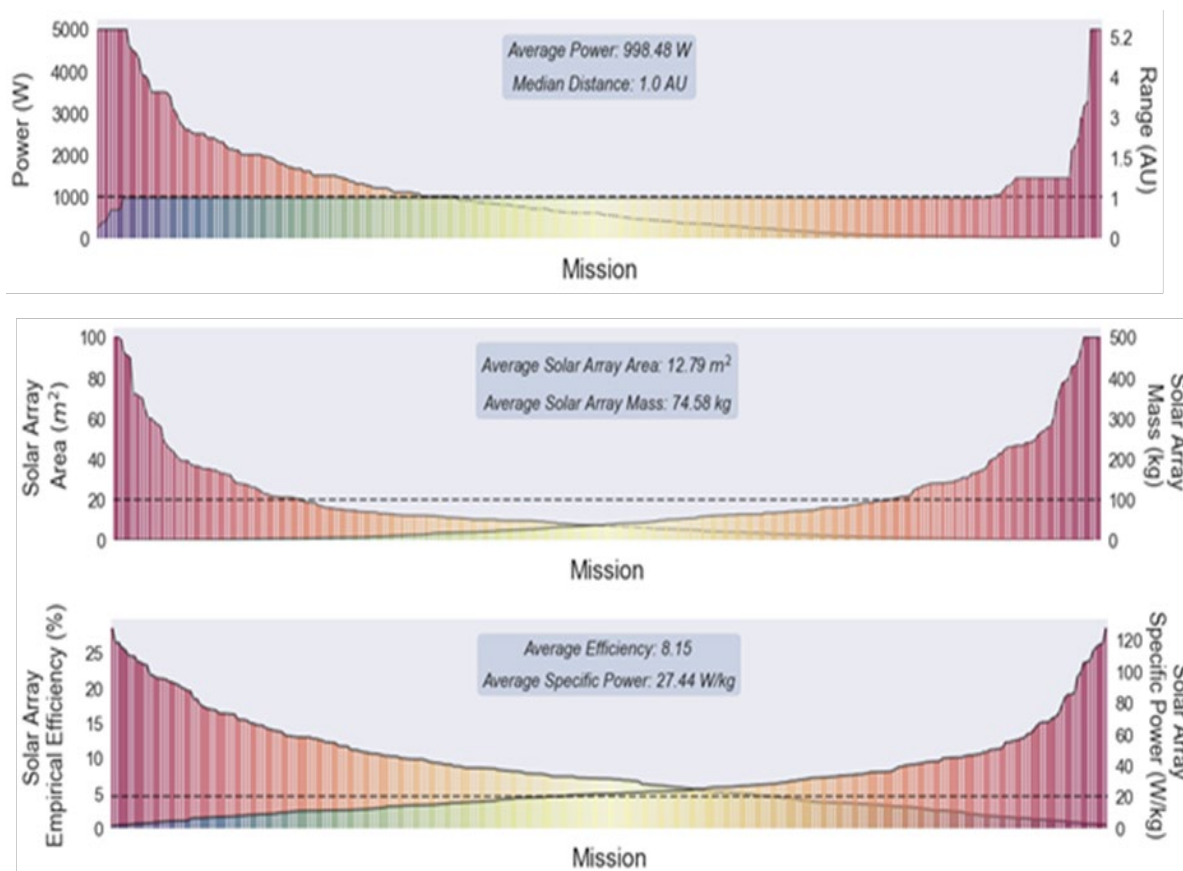 Power (W)
5000
4000
3000
2000
1000
0
Average Power: 998.48 W
Median Distance: 1.0 AU
5.2
4
3
1.5
1
0
Range (AU)
Mission
Solar Array
Area (m²)
100
80
60
40
20
0
Average Solar Array Area: 12.79 m²
Average Solar Array Mass: 74.58 kg
500
400
300
200
100
0
Solar Array
Mass (kg)
Mission
Solar Array
Empirical Efficiency (%)
25
20
15
10
5
0
Average Efficiency: 8.15
Average Specific Power: 27.44 W/kg
120
100
80
60
40
20
0
Solar Array
Specific Power (W/kg)
Mission